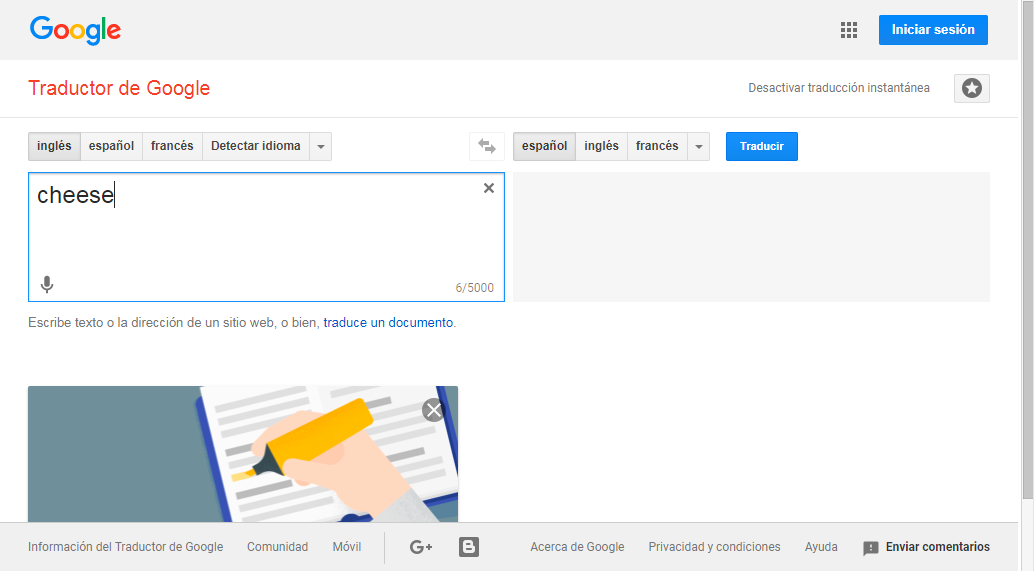 Google
Iniciar sesión
Traductor de Google
Desactivar traducción instantánea
inglés español francés Detectar idioma
español inglés francés Traducir
cheese
6/5000
Escribe texto o la dirección de un sitio web, o bien, traduce un documento.
Información del Traductor de Google Comunidad Móvil G+ B Acerca de Google Privacidad y condiciones Ayuda Enviar comentarios